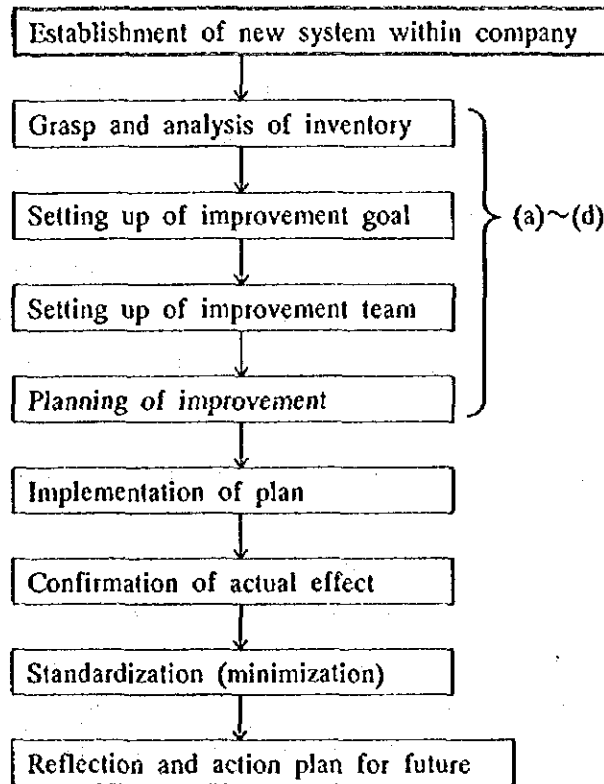 Establishment of new system within company
Grasp and analysis of inventory
Setting up of improvement goal
(a)~(d)
Setting up of improvement team
Planning of improvement
Implementation of plan
Confirmation of actual effect
Standardization (minimization)
Reflection and action plan for future